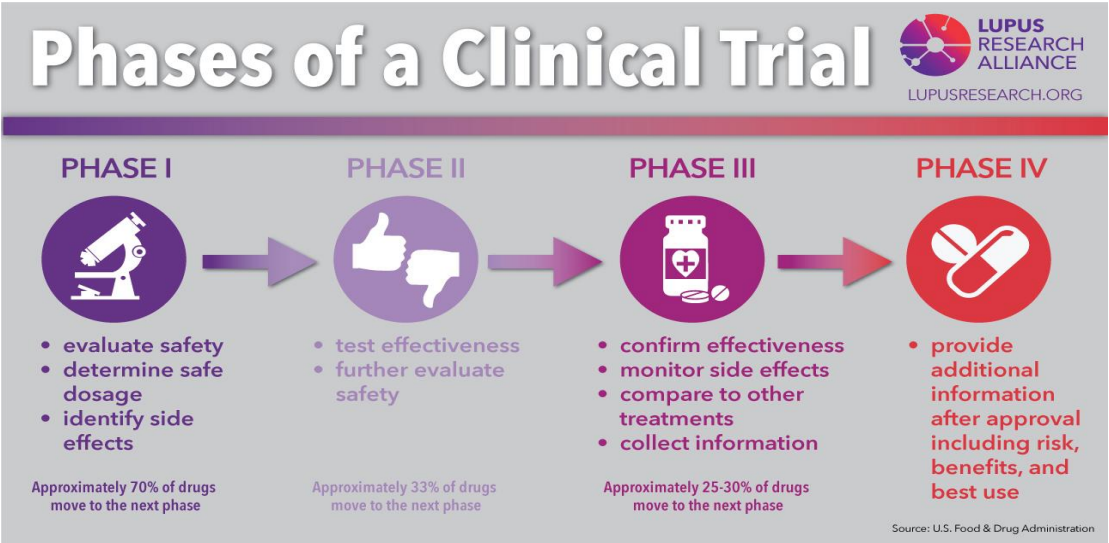 Phases of a Clinical Trial
LUPUS
RESEARCH
ALLIANCE
LUPUSRESEARCH.ORG
PHASE I
• evaluate safety
• determine safe
dosage
• identify side
effects
Approximately 70% of drugs
move to the next phase
PHASE II
• test effectiveness
• further evaluate
safety
Approximately 33% of drugs
move to the next phase
PHASE III
• confirm effectiveness
• monitor side effects
• compare to other
treatments
• collect information
Approximately 25-30% of drugs
move to the next phase
PHASE IV
• provide
additional
information
after approval
including risk,
benefits, and
best use
Source: U.S. Food & Drug Administration